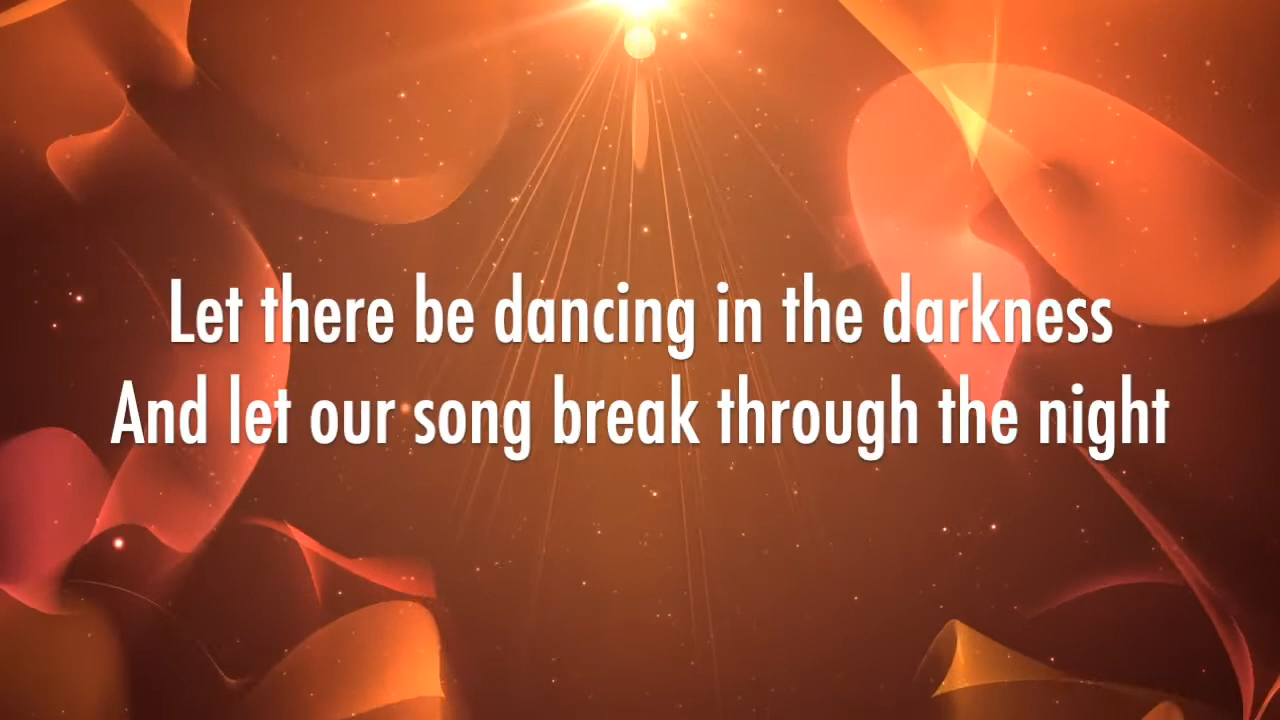 Let there be dancing in the darkness
And let our song break through the night